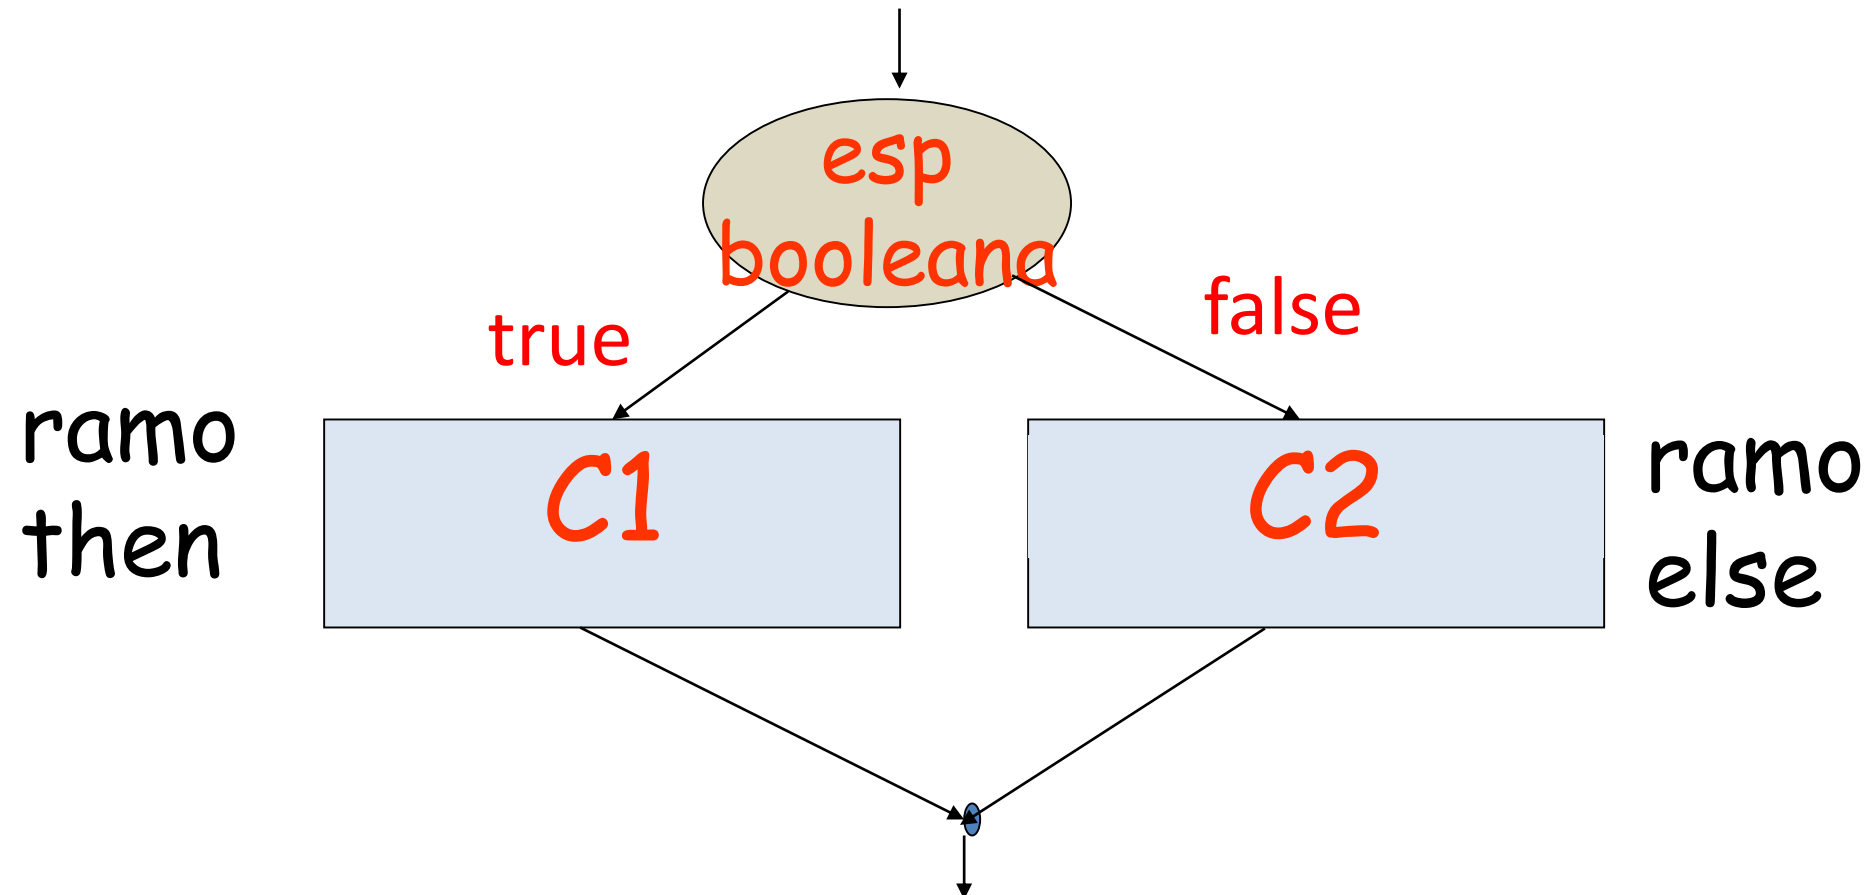 esp
booleana
true
false
ramo
then
C1
C2
ramo
else